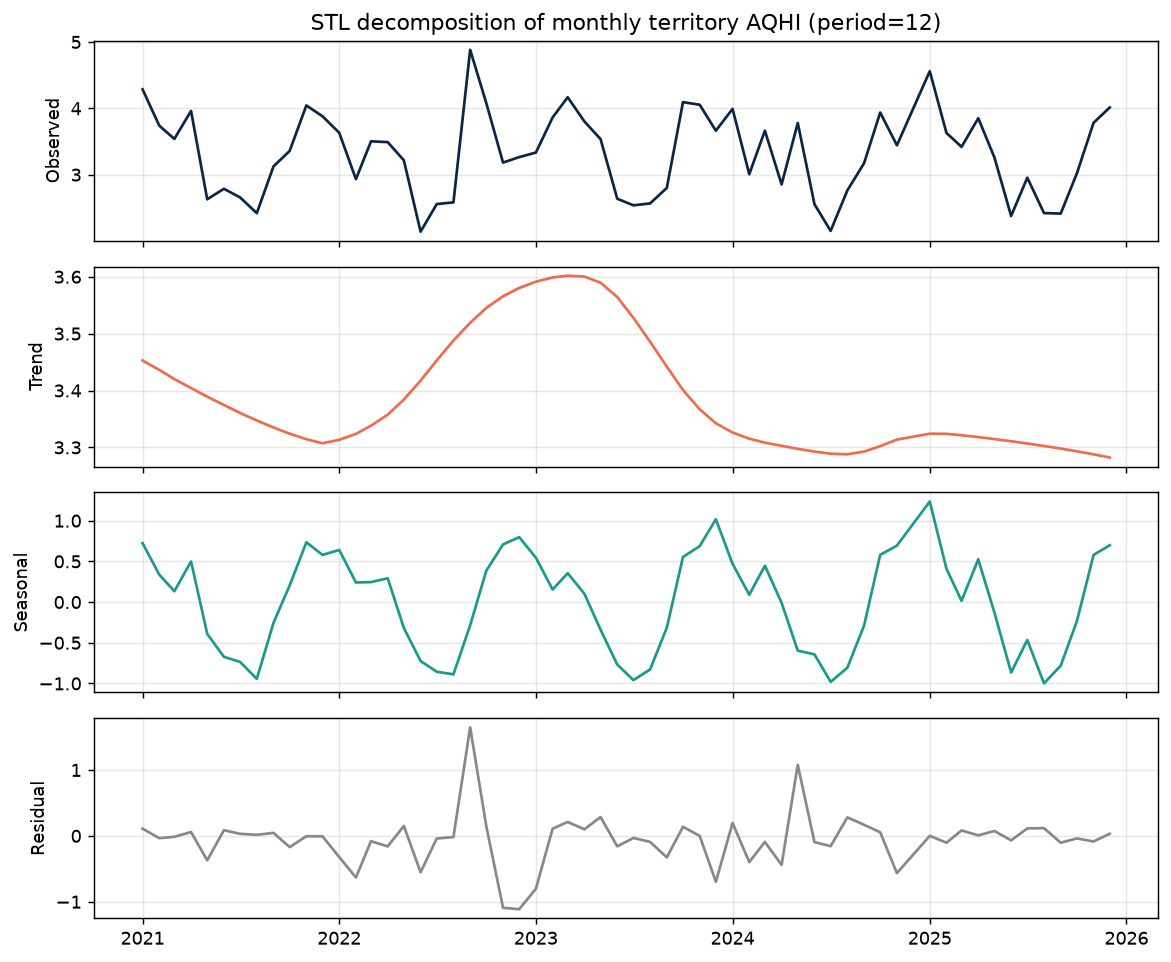 STL decomposition of monthly territory AQHI (period=12)
5
4
3
Observed
3.6
3.5
3.4
3.3
Trend
1.0
0.5
0.0
−0.5
−1.0
Seasonal
1
0
−1
Residual
2021 2022 2023 2024 2025 2026